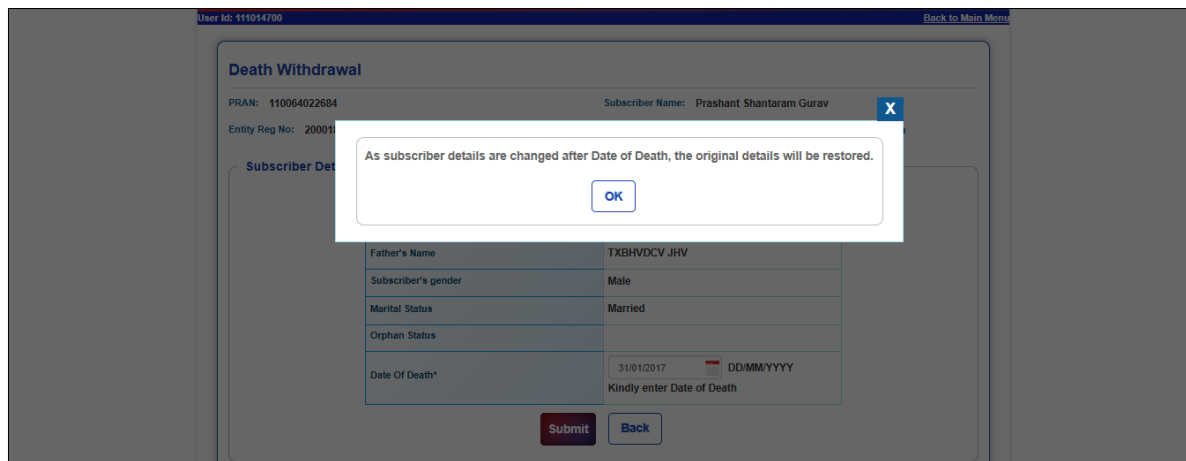 User Id: 111014700 Back to Main Menu
Death Withdrawal
PRAN: 110064022684 Subscriber Name: Prashant Shantaram Gurav
X
Entity Reg No:
As subscriber details are changed after Date of Death, the original details will be restored.
Subscriber
OK
Father's Name TXBHVDCV JHV
Subscriber's gender Male
Marital Status Married
Orphan Status
Date Of Death* 31/01/2017 DD/MM/YYYY
Kindly enter Date of Death
Submit Back